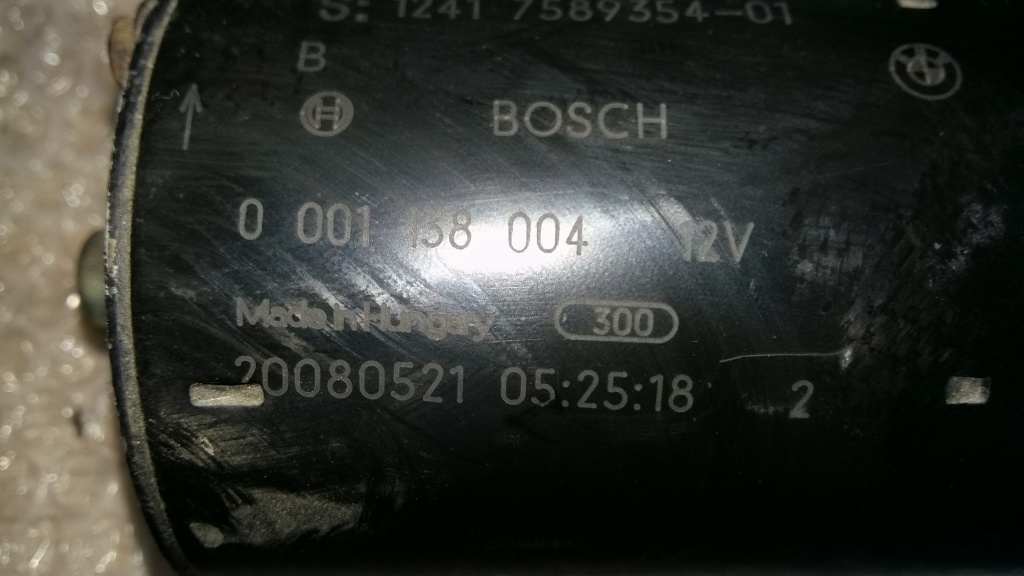 S: 1241 7589354-01
B
BOSCH
0 001 138 004 12V
Made in Hungary 300
20080521 05:25:18 2